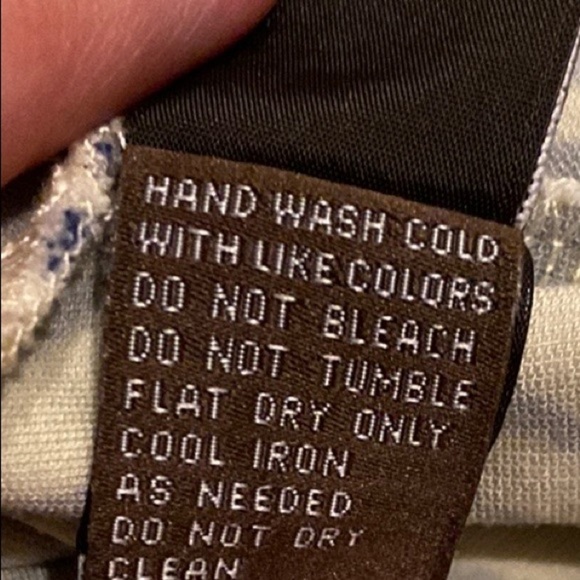 HAND WASH COLD
WITH LIKE COLORS
DO NOT BLEACH
DO NOT TUMBLE
FLAT DRY ONLY
COOL IRON
AS NEEDED
DO NOT DRY
CLEAN